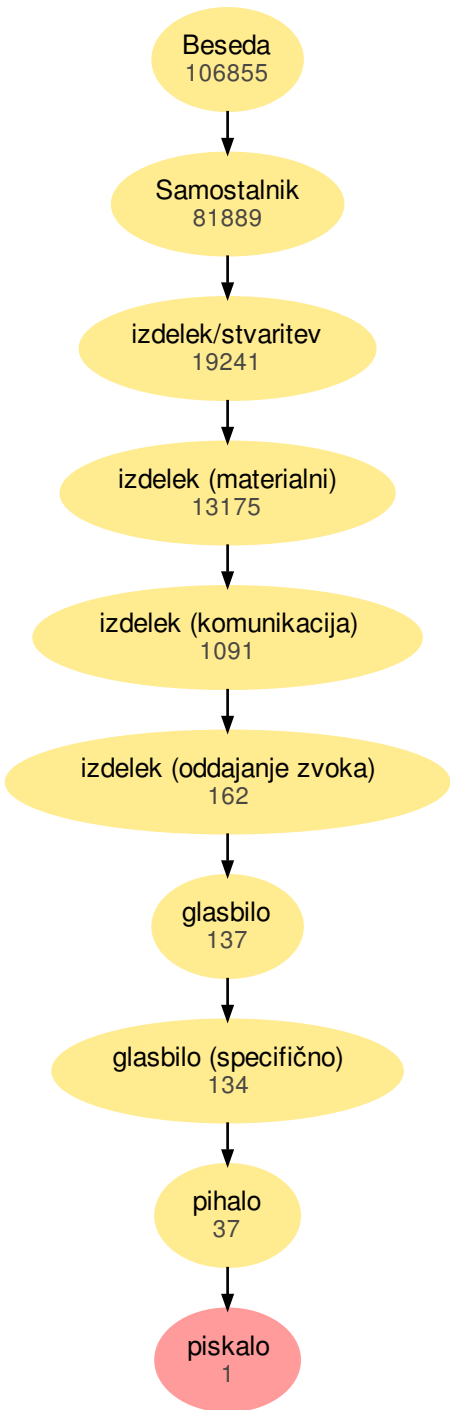 Beseda
106855
Samostalnik
81889
izdelek/stvaritev
19241
izdelek (materialni)
13175
izdelek (komunikacija)
1091
izdelek (oddajanje zvoka)
162
glasbilo
137
glasbilo (specifično)
134
pihalo
37
piskalo
1